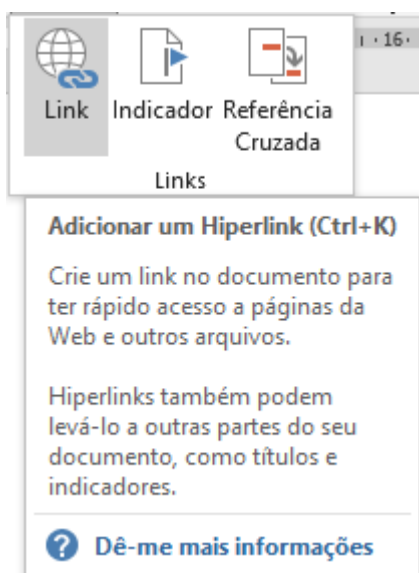 · 16 ·
Link Indicador Referência
Cruzada
Links
Adicionar um Hiperlink (Ctrl+K)
Crie um link no documento para
ter rápido acesso a páginas da
Web e outros arquivos.
Hiperlinks também podem
levá-lo a outras partes do seu
documento, como títulos e
indicadores.
? Dê-me mais informações